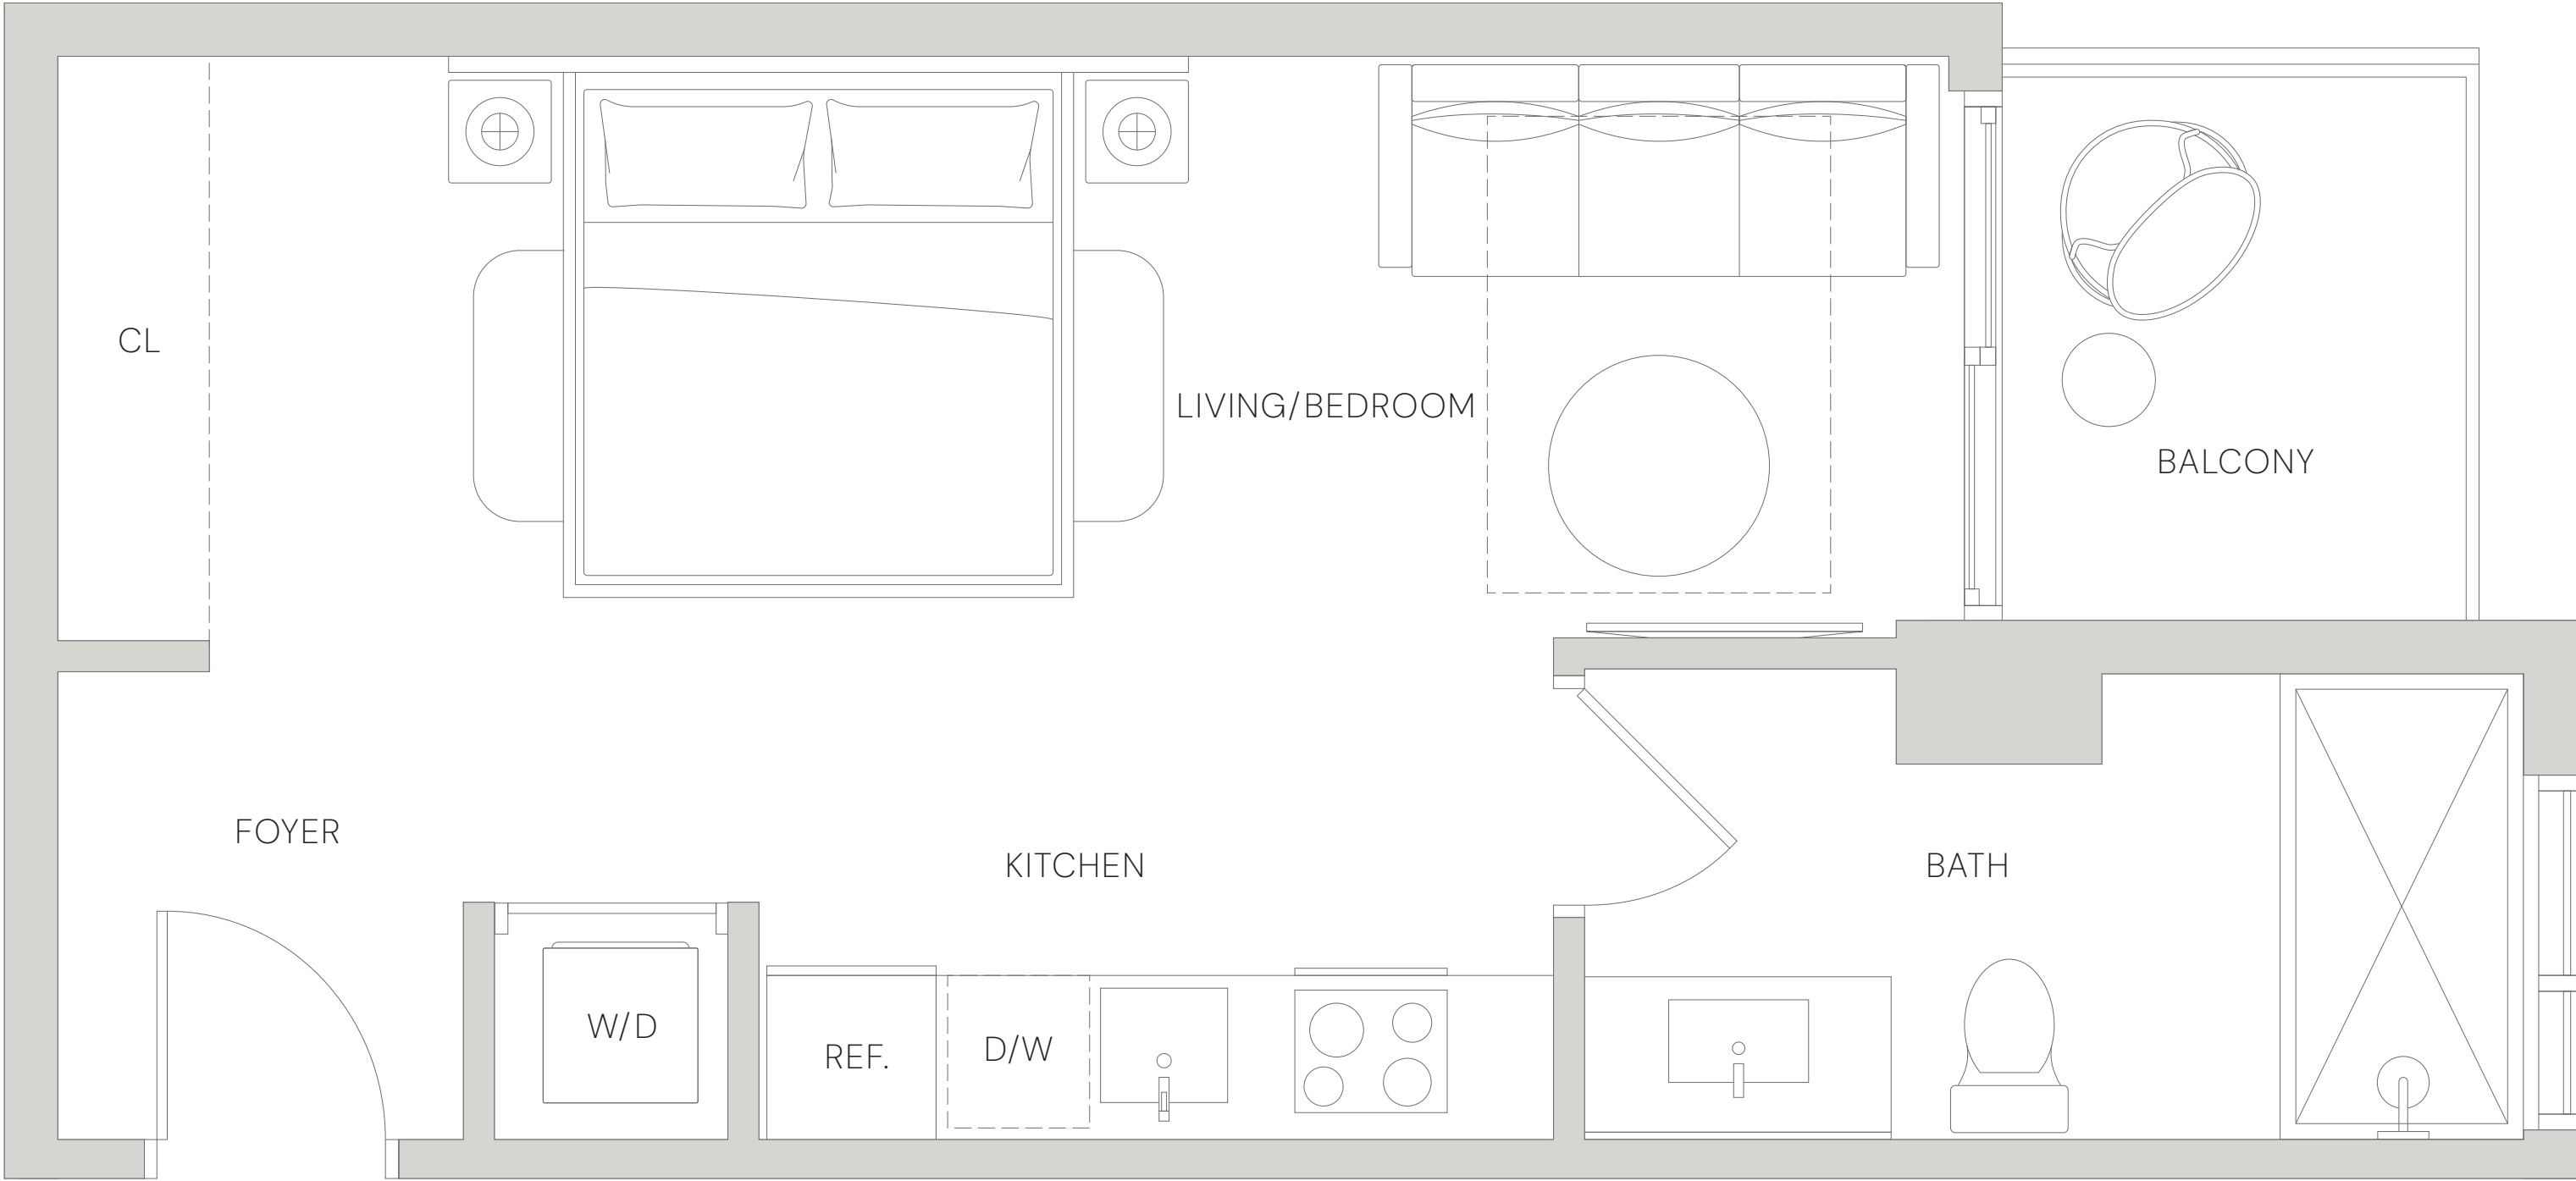 CL
LIVING/BEDROOM
BALCONY
FOYER
KITCHEN
BATH
W/D
REF.
D/W